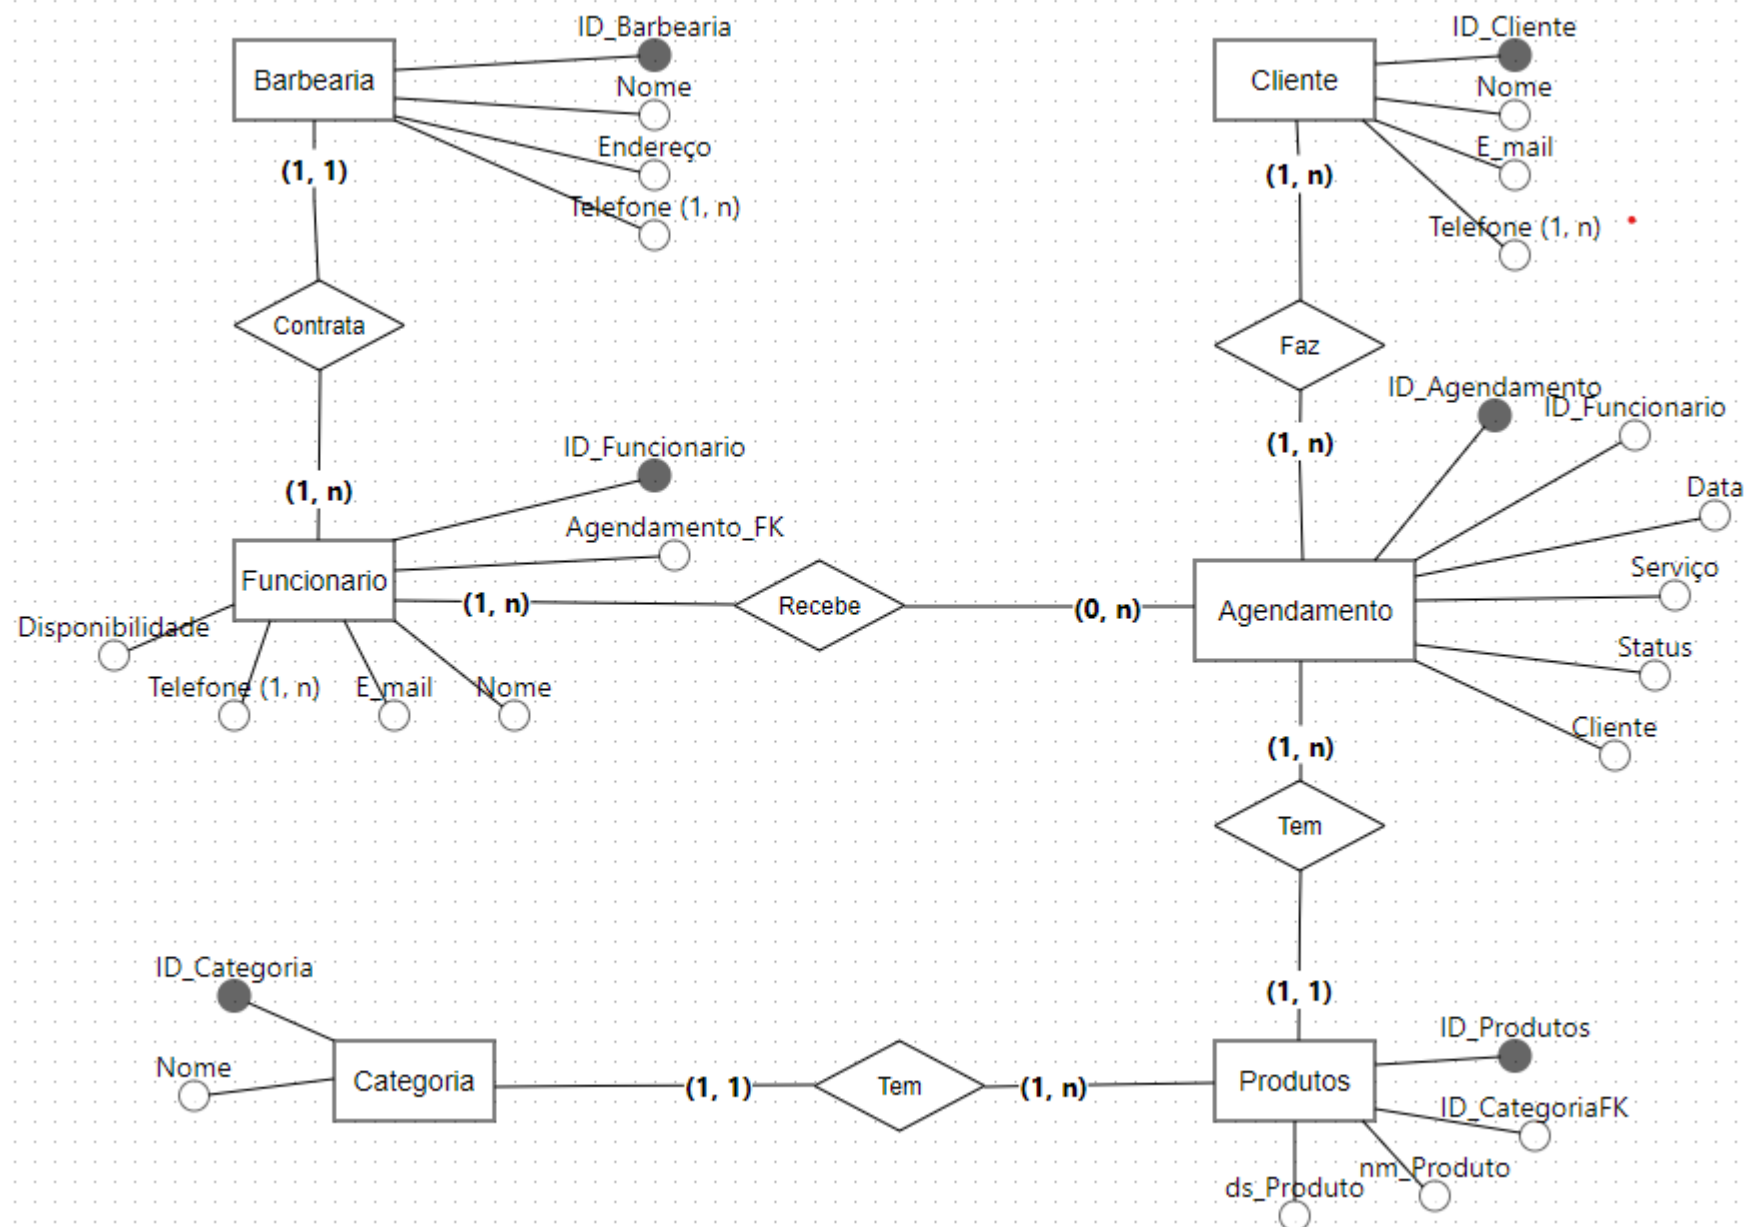 ID_Barbearia
Barbearia
Nome
Endereço
Telefone (1, n)
(1, 1)
Contrata
(1, n)
ID_Cliente
Cliente
Nome
E_mail
Telefone (1, n)
(1, n)
Faz
(1, n)
ID_Funcionario
Agendamento_FK
Funcionario
Disponibilidade
Telefone (1, n)
E_mail
Nome
(1, n)
Recebe
(0, n)
ID_Agendamento
ID_Funcionario
Data
Serviço
Agendamento
Status
Cliente
(1, n)
Tem
(1, 1)
ID_Categoria
Nome
Categoria
(1, 1)
Tem
(1, n)
ID_Produtos
Produtos
ID_CategoriaFK
nm_Produto
ds_Produto